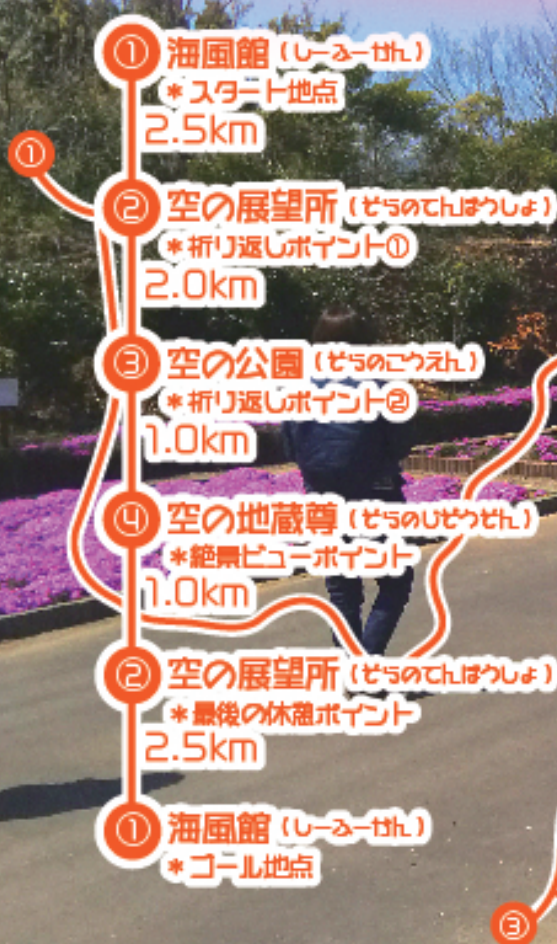 ① 海風館(しーふーかん)
*スタート地点
2.5km
①
② 空の展望所(そらのてんぼうしょ)
*折り返しポイント①
2.0km
③ 空の公園(そらのこうえん)
*折り返しポイント②
1.0km
④ 空の地蔵尊(そらのじぞうそん)
*絶景ビューポイント
1.0km
② 空の展望所(そらのてんぼうしょ)
*最後の休憩ポイント
2.5km
① 海風館(しーふーかん)
*ゴール地点
③